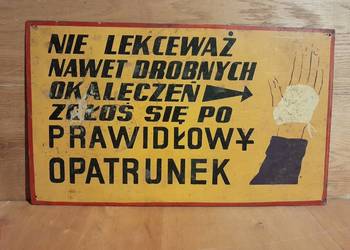 NIE LEKCEWAŻ
NAWET DROBNYCH
OKALECZEŃ
ZGŁOŚ SIĘ PO
PRAWIDŁOWY
OPATRUNEK